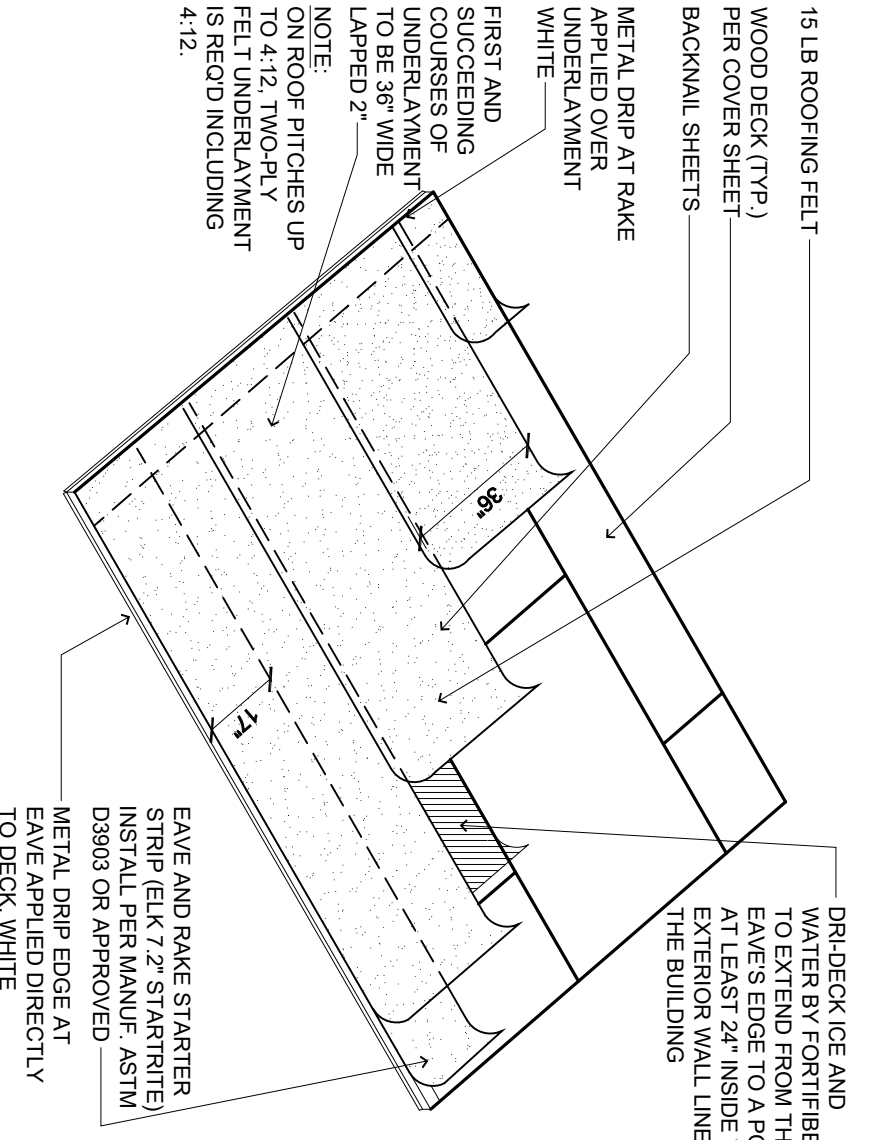 15 LB ROOFING FELT
WOOD DECK (TYP.)
PER COVER SHEET
BACKNAIL SHEETS
METAL DRIP AT RAKE
APPLIED OVER
UNDERLAYMENT
WHITE
FIRST AND
SUCCEEDING
COURSES OF
UNDERLAYMENT
TO BE 36" WIDE
LAPPED 2"
NOTE:
ON ROOF PITCHES UP
TO 4:12, TWO-PLY
FELT UNDERLAYMENT
IS REQ'D INCLUDING
4:12.
36"
17"
DRI-DECK ICE AND
WATER BY
TO EXTEND FROM
EAVE'S EDGE TO A
AT LEAST 24" INSIDE
EXTERIOR WALL LINE
THE BUILDING
EAVE AND RAKE STARTER
STRIP (ELK 7.2" STARTRITE)
INSTALL PER MANUF. ASTM
D3903 OR APPROVED
METAL DRIP EDGE AT
EAVE APPLIED DIRECTLY
TO DECK, WHITE